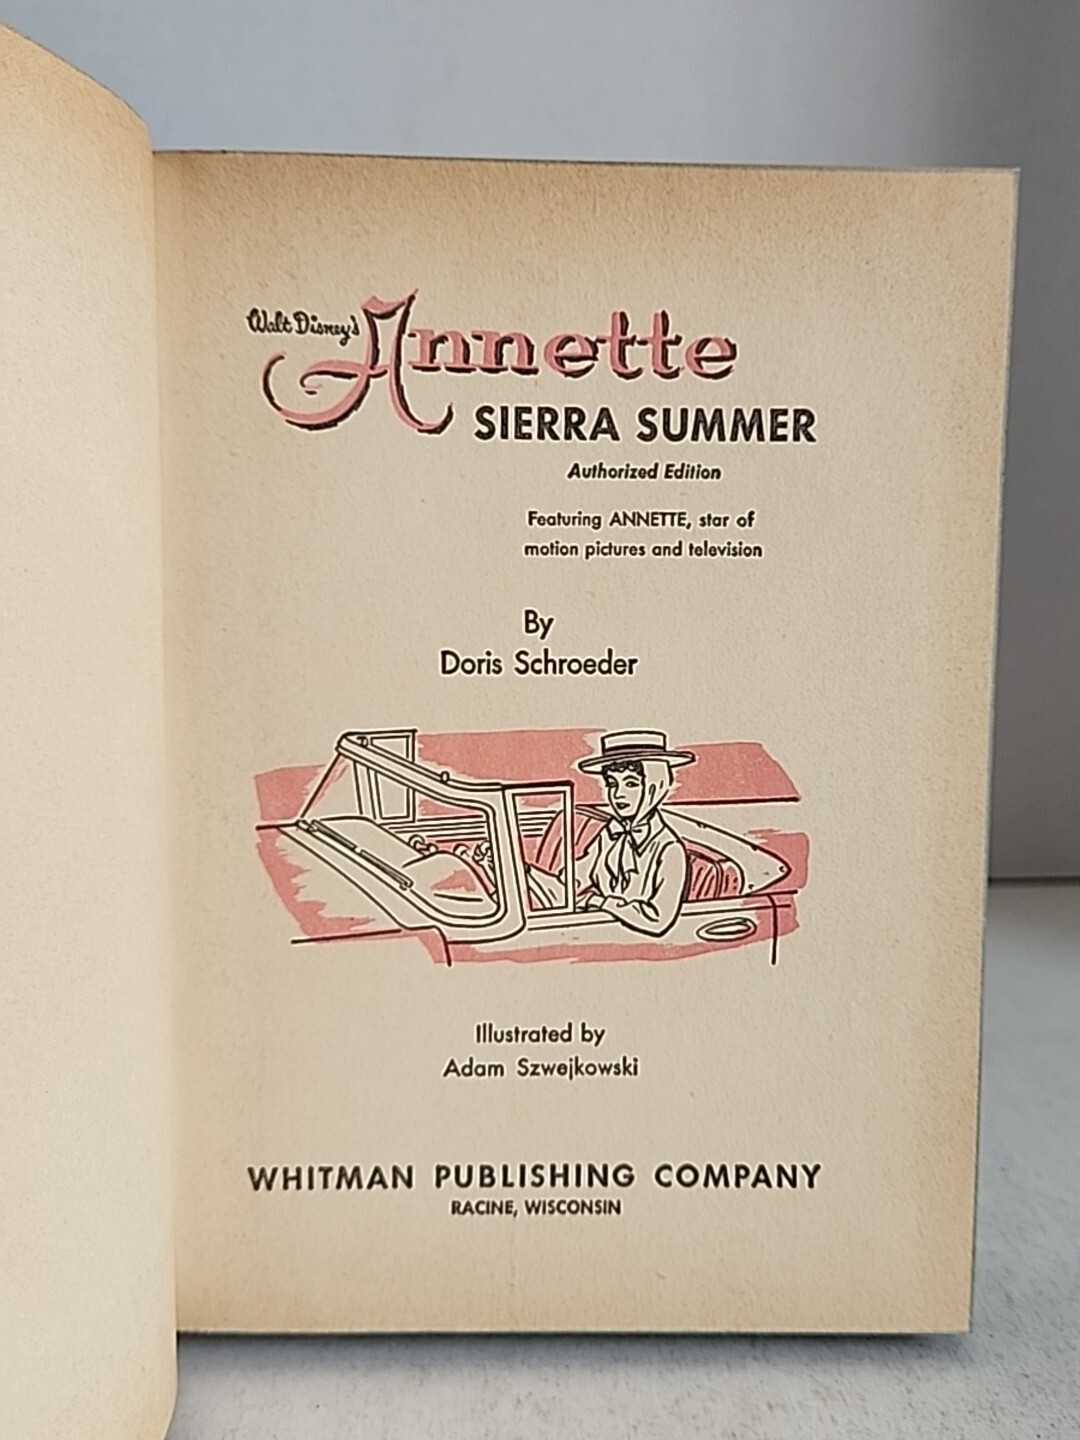 Walt Disney's
Annette
SIERRA SUMMER
Authorized Edition
Featuring ANNETTE, star of
motion pictures and television
By
Doris Schroeder
Illustrated by
Adam Szwejkowski
WHITMAN PUBLISHING COMPANY
RACINE, WISCONSIN